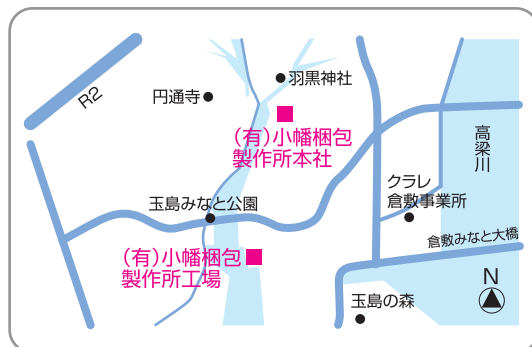 R2
円通寺
羽黒神社
(有)小幡梱包
製作所本社
高梁川
クラレ
倉敷事業所
玉島みなと公園
倉敷みなと大橋
(有)小幡梱包
製作所工場
N
玉島の森